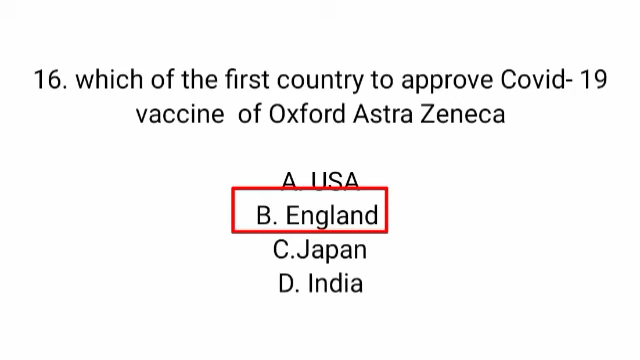 16. which of the first country to approve Covid- 19
vaccine  of Oxford Astra Zeneca
A. USA
B. England
C.Japan
D. India